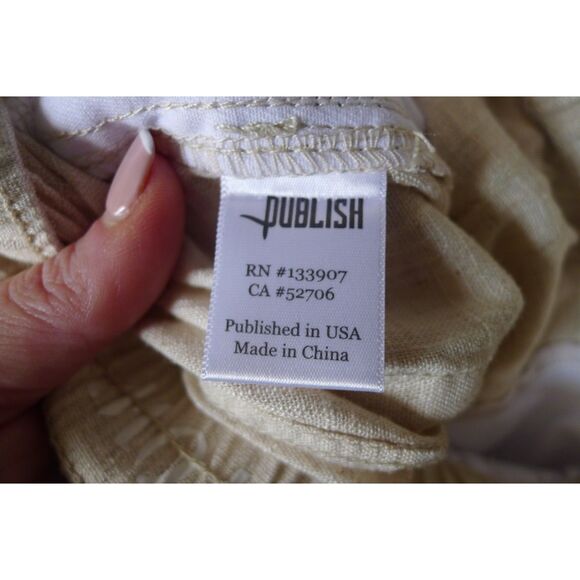 PUBLISH
RN #133907
CA #52706
Published in USA
Made in China